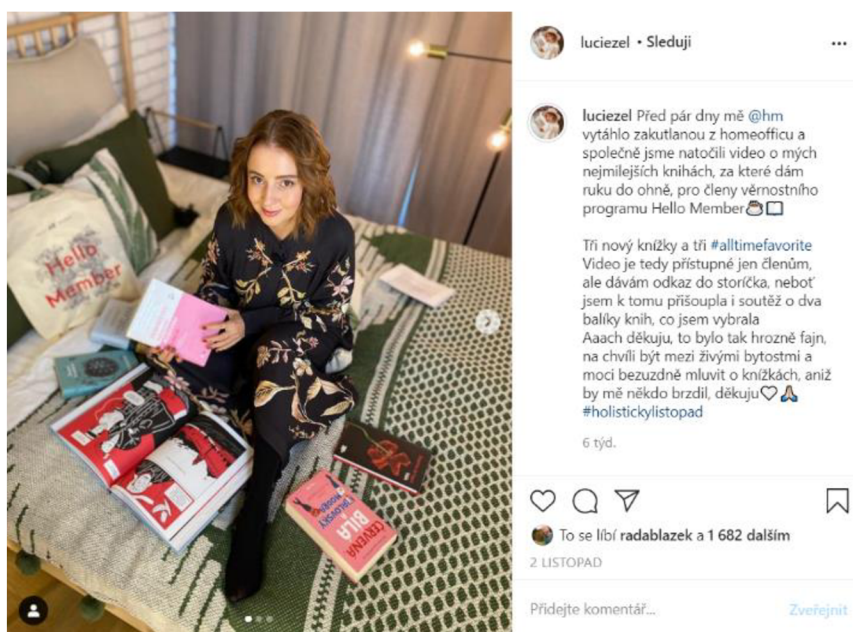 luciezel • Sleduji
luciezel Před pár dny mě @hm
vytáhlo zakutlanou z homeofficu a
společně jsme natočili video o mých
nejmilejších knihách, za které dám
ruku do ohně, pro členy věrnostního
programu Hello Member☕📖
Tři nový knížky a tři #alltimefavorite
Video je tedy přístupné jen členům,
ale dávám odkaz do storíčka, neboť
jsem k tomu přišoupla i soutěž o dva
balíky knih, co jsem vybrala
Aaach děkuju, to bylo tak hrozně fajn,
na chvíli být mezi živými bytostmi a
moci bezuzdně mluvit o knížkách, aniž
by mě někdo brzdil, děkuju♡🙏🏼
#holistickylistopad
6 týd.
To se líbí radablazek a 1 682 dalším
2 LISTOPAD
Přidejte komentář...
Zveřejnit
Hello
Member
ČERVENÁ
BÍLÁ